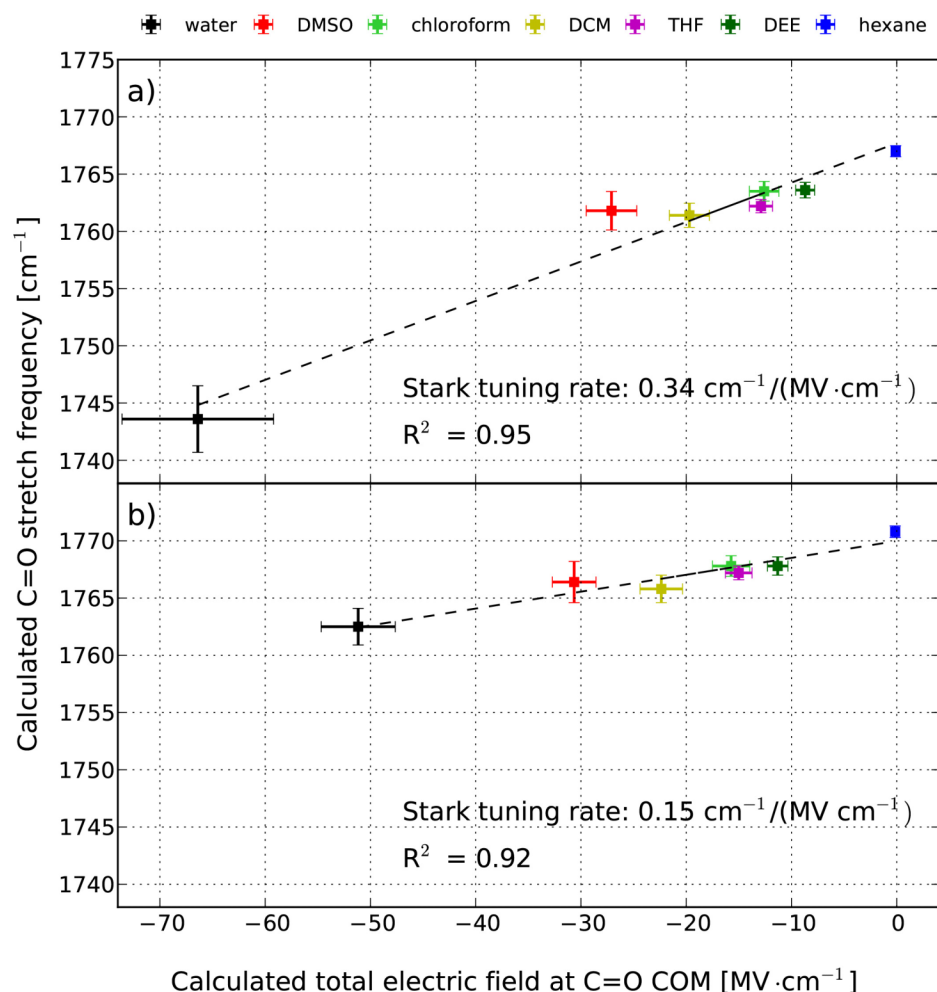 water DMSO chloroform DCM THF DEE hexane
a)
1775
1770
1765
1760
1755
1750
1745
1740
Stark tuning rate: 0.34 cm⁻¹/(MV·cm⁻¹)
R² = 0.95
b)
1770
1765
1760
1755
1750
1745
1740
Stark tuning rate: 0.15 cm⁻¹/(MV cm⁻¹)
R² = 0.92
−70 −60 −50 −40 −30 −20 −10 0
Calculated C=O stretch frequency [cm⁻¹]
Calculated total electric field at C=O COM [MV·cm⁻¹]